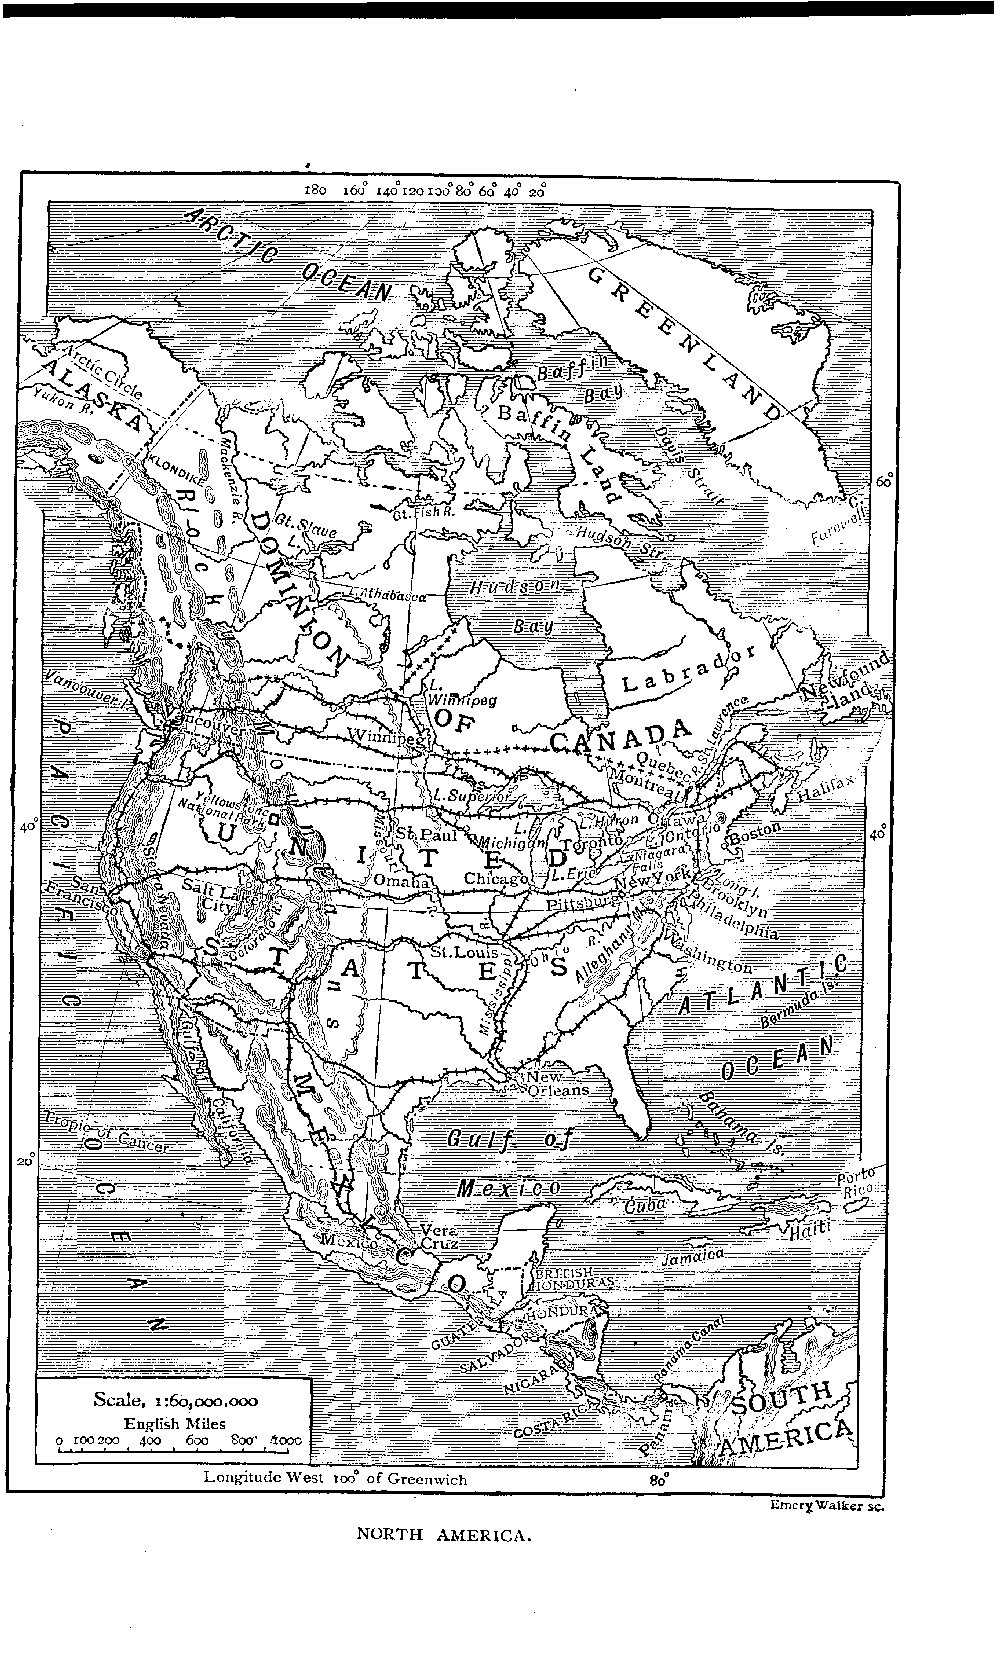 180 160° 140° 120 100° 80° 60° 40° 20°
ARCTIC OCEAN
GREENLAND
Arctic Circle
ALASKA
Yukon R.
Baffin
Bay
Baffin Land
Davis Strait
KLONDIKE
Mackenzie R.
60°
Farewell
Rocky
Gt. Slave
L.
Gt. Fish R.
DOMINION
Hudson Str.
L. Athabasca
Hudson
Bay
Labrador
Newfound
-land
Vancouver I.
L.
Winnipeg
OF
CANADA
Vancouver
Winnipeg
R. St. Lawrence
Quebec
Montreal
Halifax
Yellowstone
National Park
L. Superior
40°
St. Paul
L.
Michigan
L. Huron
Ottawa
Toronto
L. Ontario
Boston
40°
UNITED
Niagara
Falls
San
Francisco
Salt Lake
City
Omaha
Chicago
L. Erie
New York
Long I.
Brooklyn
Pittsburg
Philadelphia
Colorado R.
STATES
St. Louis
Ohio R.
Alleghany Mts
Washington
Mississippi
ATLANTIC
Bermuda Is.
OCEAN
New
Orleans
Gulf of
California
Tropic of Cancer
PACIFIC OCEAN
MEXICO
Gulf of
Mexico
Bahama Is.
20°
Cuba
Porto
Rico
Haiti
Jamaica
Mexico
Vera
Cruz
BRITISH
HONDURAS
HONDURAS
SALVADOR
NICARAGUA
COSTA RICA
Panama Canal
Panama
SOUTH
AMERICA
Scale, 1:60,000,000
English Miles
0 100 200 400 600 800 1000
Longitude West 100° of Greenwich
80°
Emery Walker sc.
NORTH AMERICA.